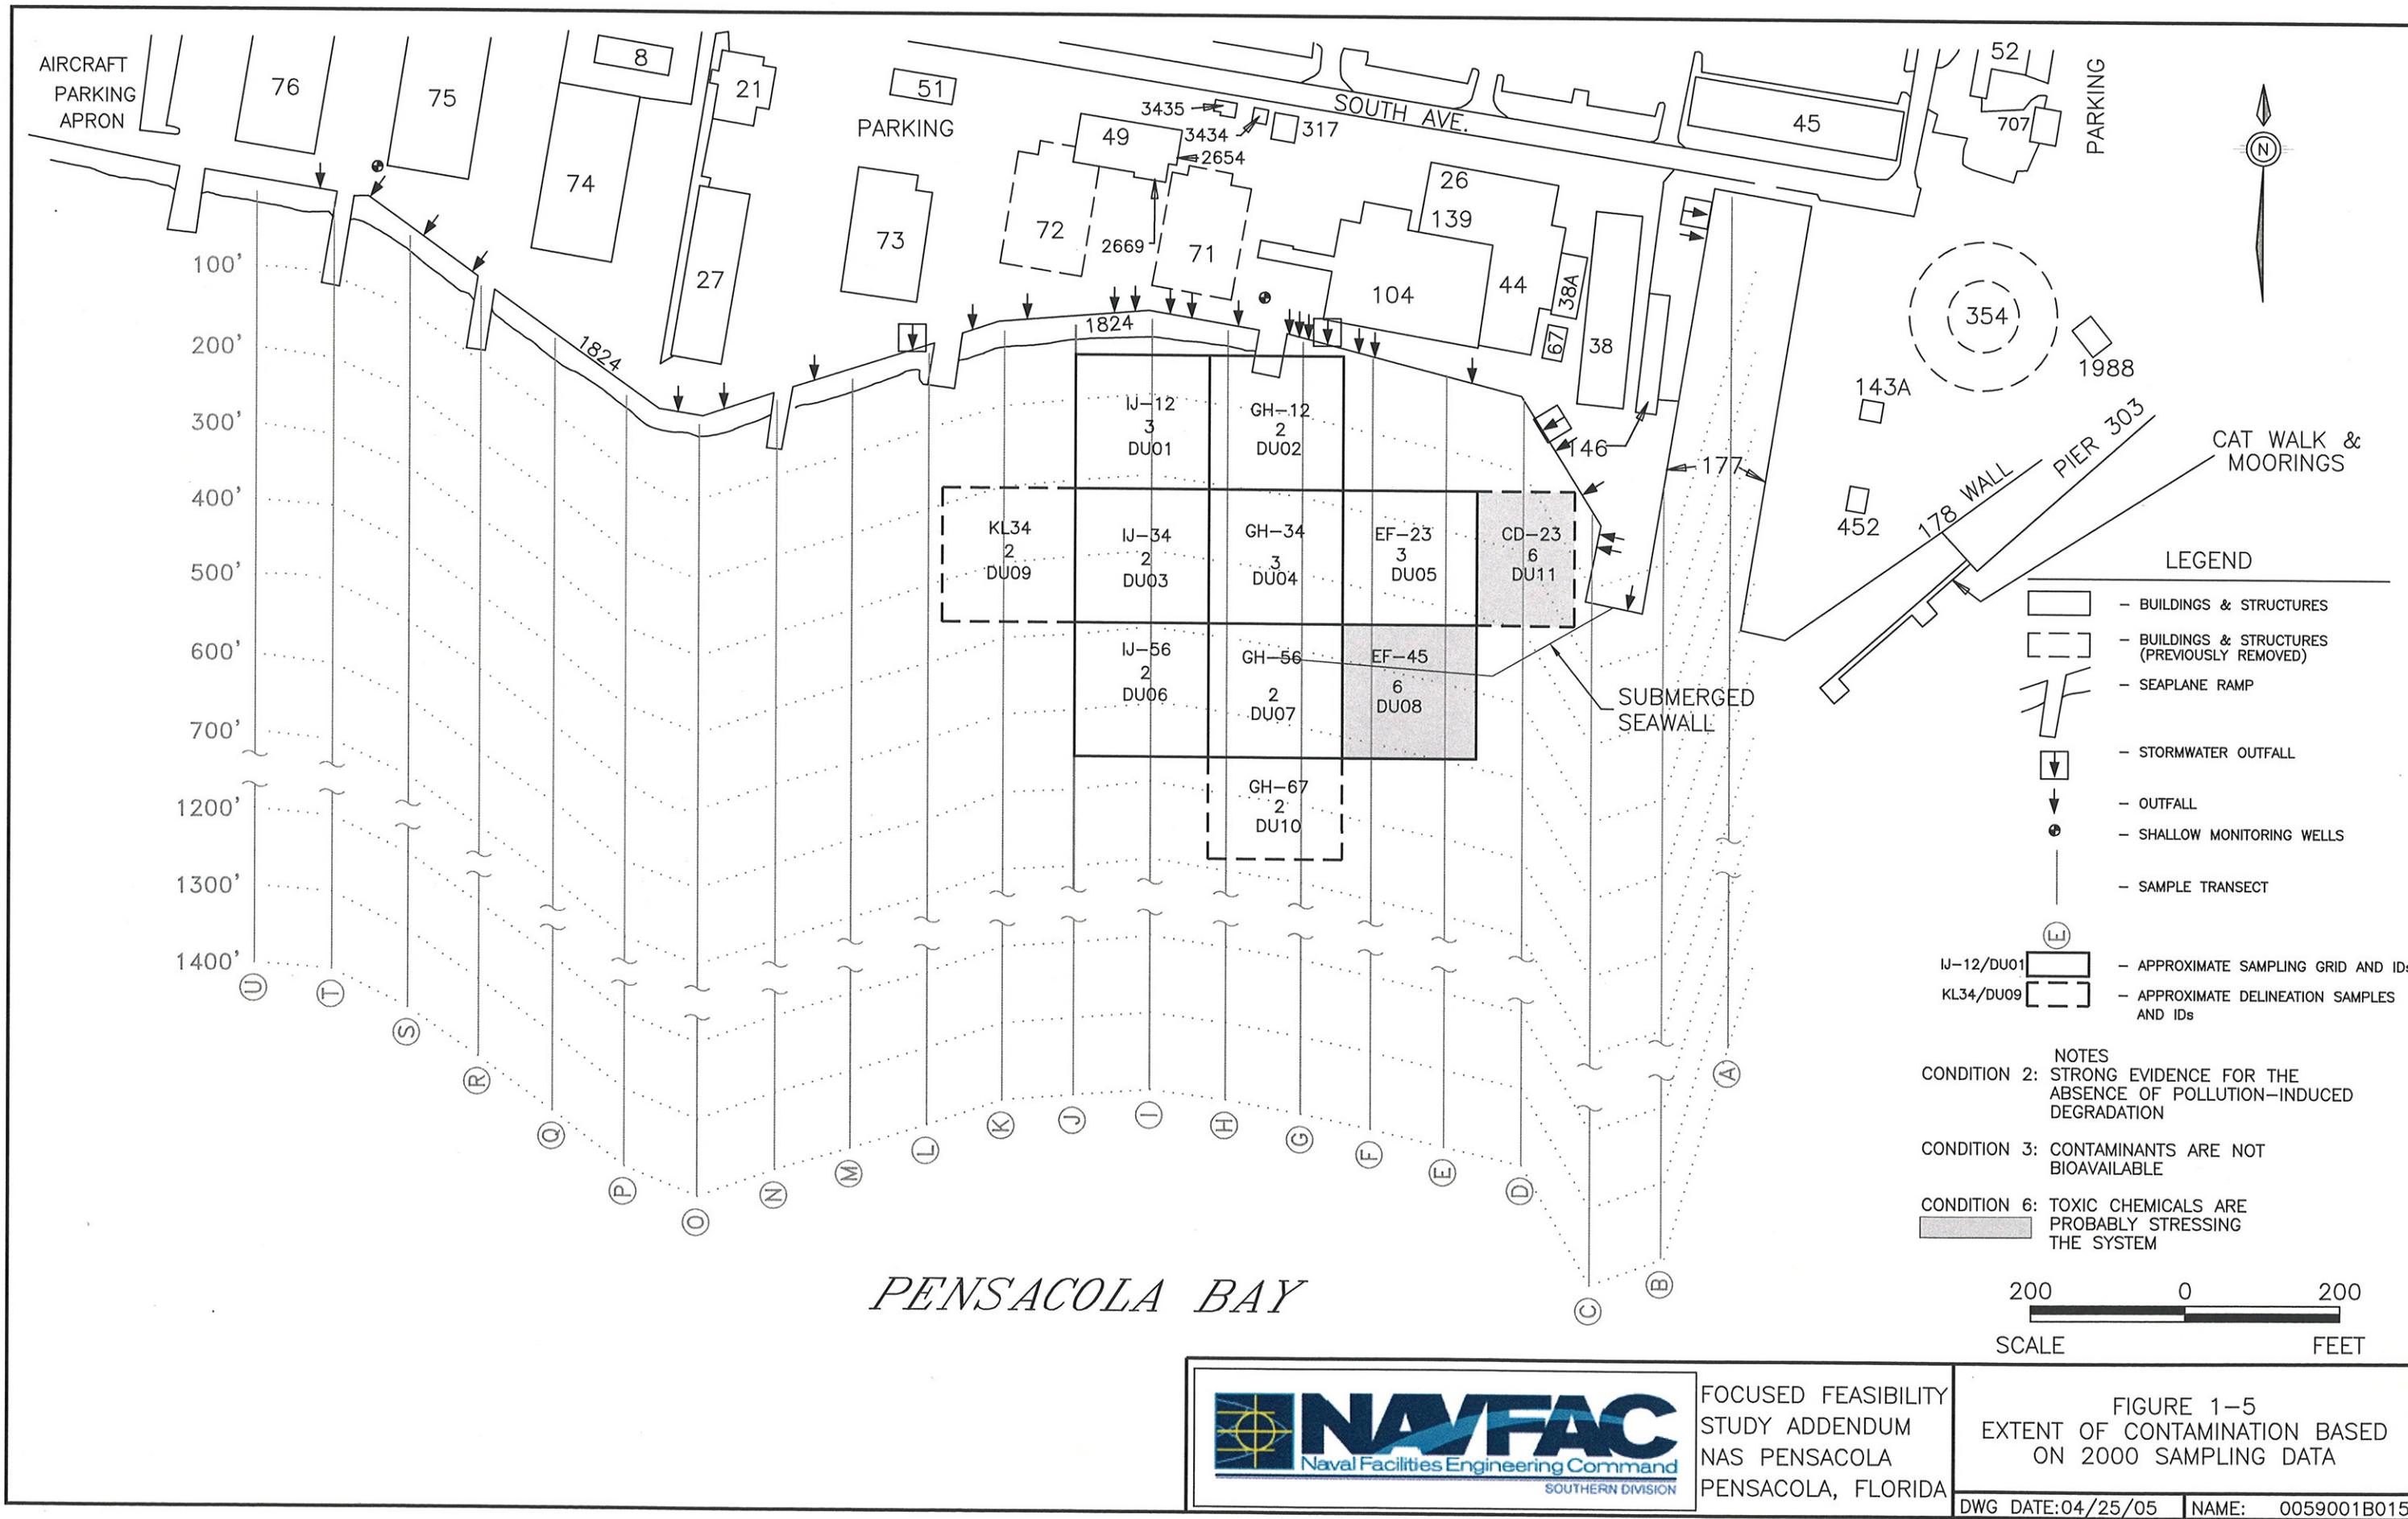 AIRCRAFT
PARKING
APRON
76
75
8
74
21
27
51
PARKING
73
72
49
3435
3434
317
2654
2669
71
SOUTH AVE.
26
139
104
44
38A
67
38
45
52
707
PARKING
N
354
1988
143A
452
146
177
178
WALL
PIER 303
CAT WALK &
MOORINGS
1824
1824
100'
200'
300'
400'
500'
600'
700'
1200'
1300'
1400'
IJ-12
3
DU01
GH-12
2
DU02
KL34
2
DU09
IJ-34
2
DU03
GH-34
3
DU04
EF-23
3
DU05
CD-23
6
DU11
IJ-56
2
DU06
GH-56
2
DU07
EF-45
6
DU08
GH-67
2
DU10
SUBMERGED
SEAWALL
U
T
S
R
Q
P
O
N
M
L
K
J
I
H
G
F
E
D
C
B
A
PENSACOLA BAY
LEGEND
- BUILDINGS & STRUCTURES
- BUILDINGS & STRUCTURES
(PREVIOUSLY REMOVED)
- SEAPLANE RAMP
- STORMWATER OUTFALL
- OUTFALL
- SHALLOW MONITORING WELLS
- SAMPLE TRANSECT
E
IJ-12/DU01 - APPROXIMATE SAMPLING GRID AND IDs
KL34/DU09 - APPROXIMATE DELINEATION SAMPLES
AND IDs
NOTES
CONDITION 2: STRONG EVIDENCE FOR THE
ABSENCE OF POLLUTION-INDUCED
DEGRADATION
CONDITION 3: CONTAMINANTS ARE NOT
BIOAVAILABLE
CONDITION 6: TOXIC CHEMICALS ARE
PROBABLY STRESSING
THE SYSTEM
200 0 200
SCALE FEET
NAVFAC
Naval Facilities Engineering Command
SOUTHERN DIVISION
FOCUSED FEASIBILITY
STUDY ADDENDUM
NAS PENSACOLA
PENSACOLA, FLORIDA
FIGURE 1-5
EXTENT OF CONTAMINATION BASED
ON 2000 SAMPLING DATA
DWG DATE:04/25/05 NAME: 0059001B015